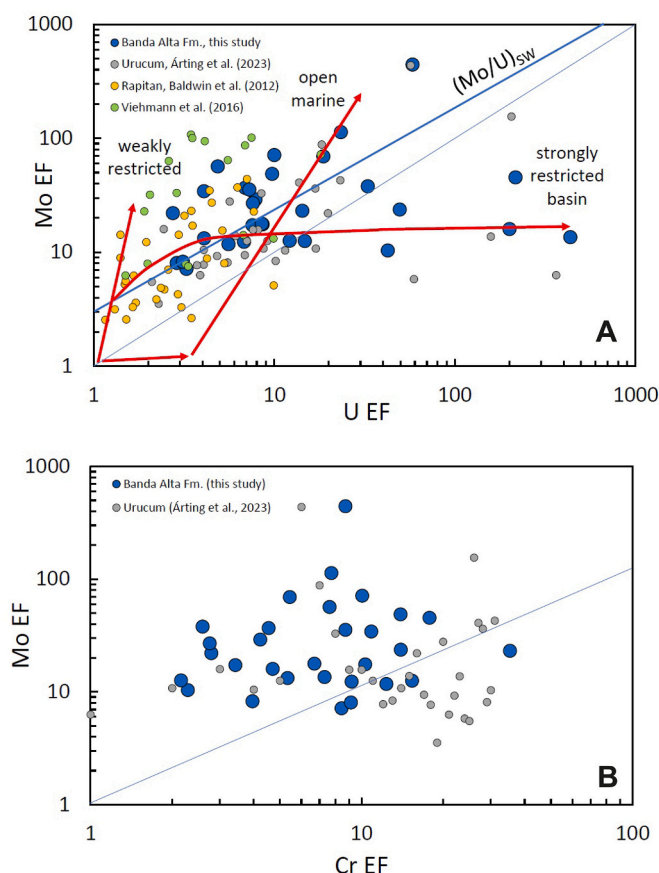 1000
Banda Alta Fm., this study
Urucum, Árting et al. (2023)
Rapitan, Baldwin et al. (2012)
Viehmann et al. (2016)
(Mo/U)sw
open
marine
weakly
restricted
strongly
restricted
basin
100
10
1
Mo EF
A
1
10
100
1000
U EF
1000
Banda Alta Fm. (this study)
Urucum (Árting et al., 2023)
100
10
1
Mo EF
B
1
10
100
Cr EF